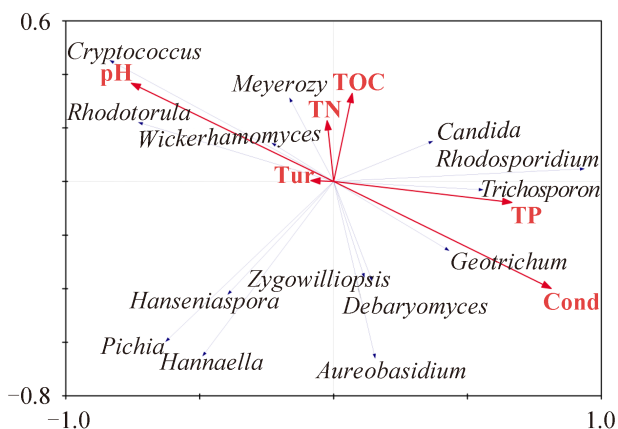 0.6
Cryptococcus
pH
Meyerozy
TOC
Rhodotorula
TN
Wickerhamomyces
Candida
Rhodosporidium
Tur
Trichosporon
TP
Geotrichum
Zygowilliopsis
Hanseniaspora
Debaryomyces
Cond
Pichia
Hannaella
Aureobasidium
−0.8
−1.0
1.0